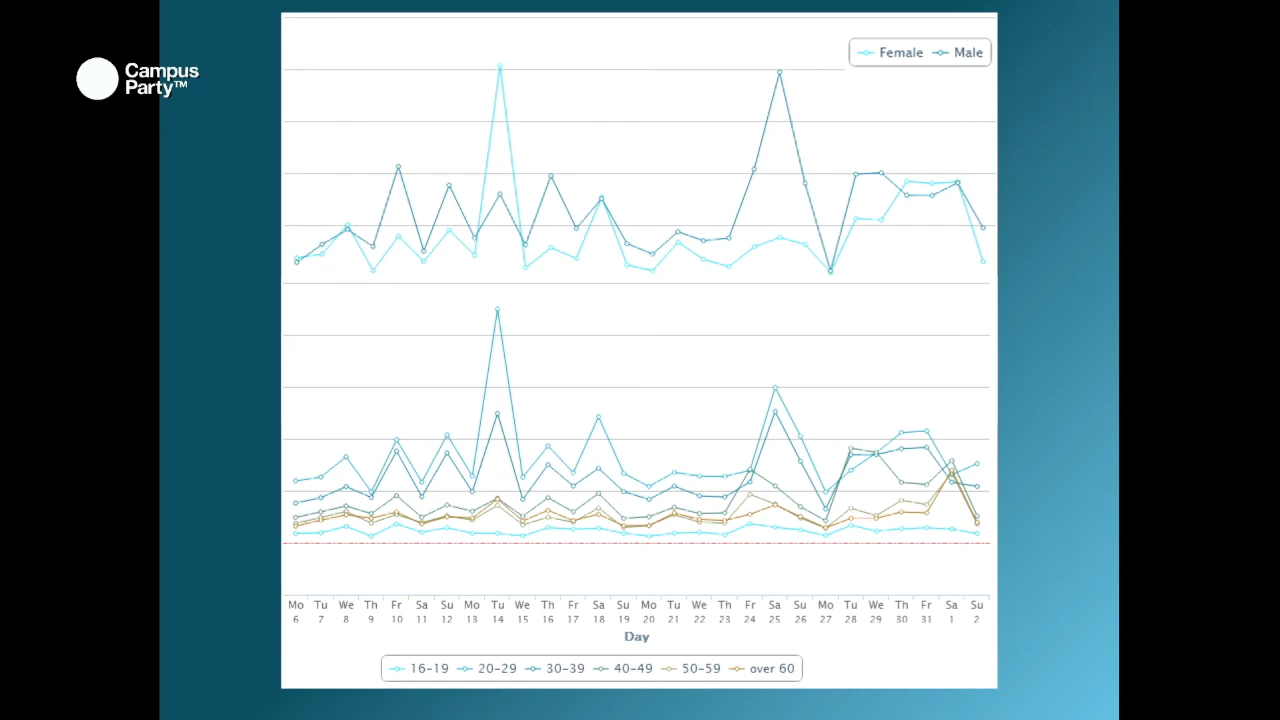 Campus
Party™
Female Male
Mo Tu We Th Fr Sa Su Mo Tu We Th Fr Sa Su Mo Tu We Th Fr Sa Su Mo Tu We Th Fr Sa Su
6 7 8 9 10 11 12 13 14 15 16 17 18 19 20 21 22 23 24 25 26 27 28 29 30 31 1 2
Day
16-19 20-29 30-39 40-49 50-59 over 60